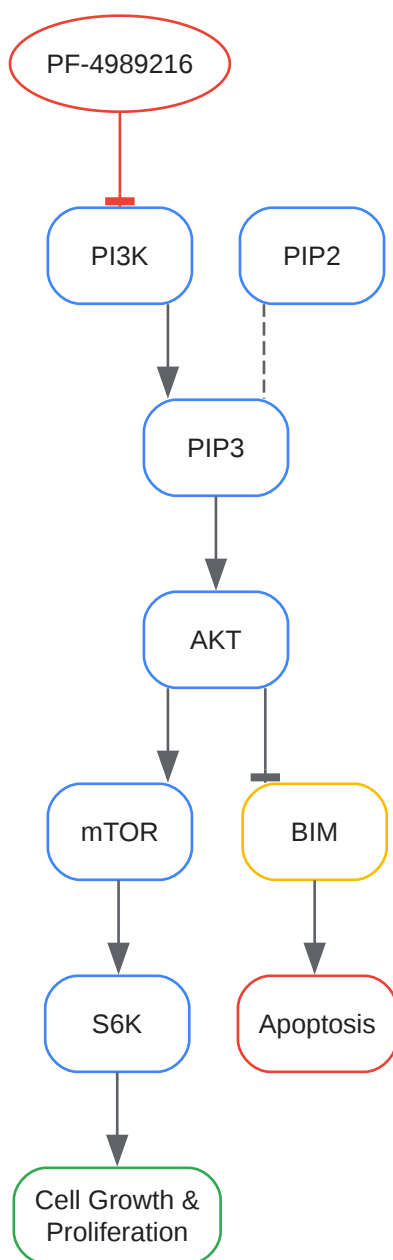 PF-4989216
PI3K
PIP2
PIP3
AKT
mTOR
BIM
S6K
Apoptosis
Cell Growth &
Proliferation